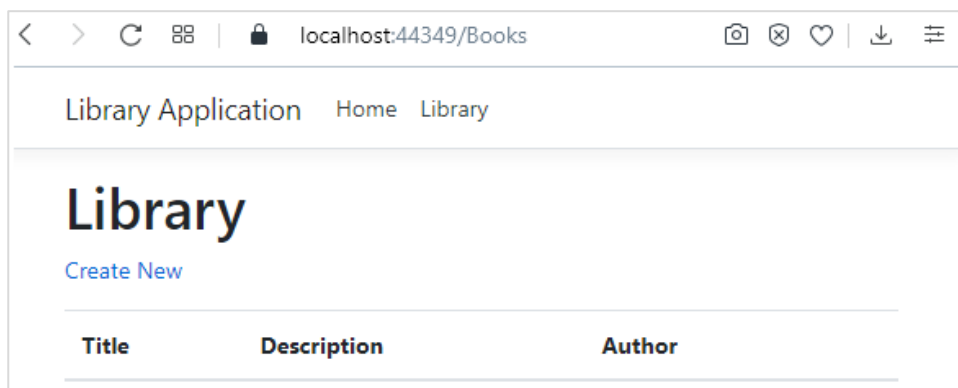 localhost:44349/Books
Library Application Home Library
Library
Create New
Title Description Author